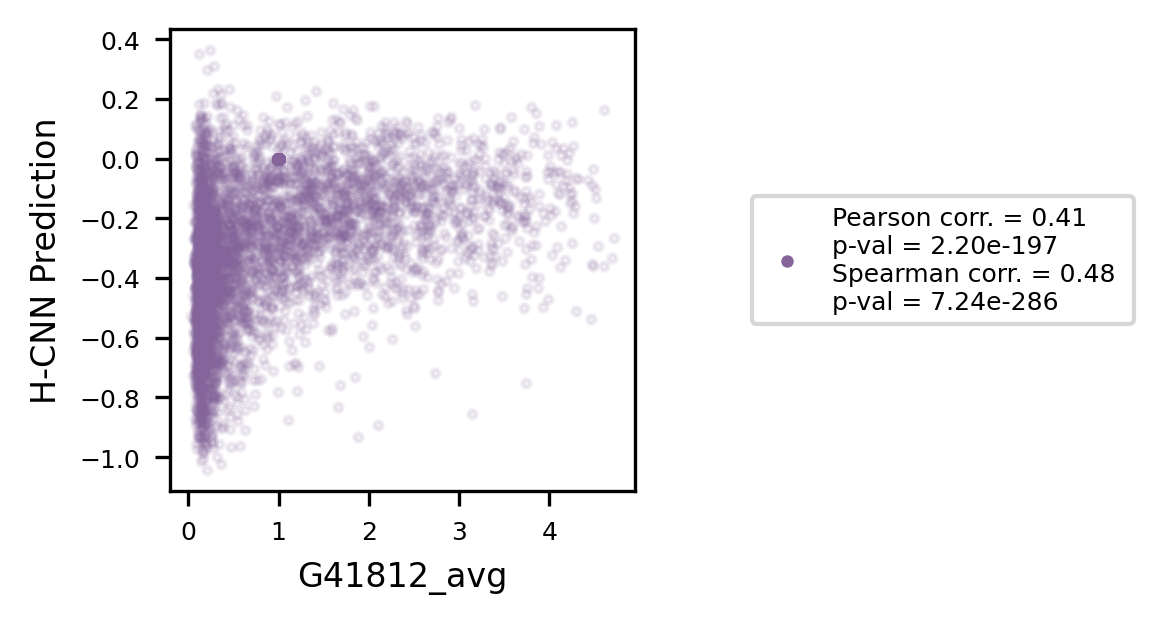 0.4
0.2
0.0
−0.2
−0.4
−0.6
−0.8
−1.0
H-CNN Prediction
0 1 2 3 4
G41812_avg
Pearson corr. = 0.41
p-val = 2.20e-197
Spearman corr. = 0.48
p-val = 7.24e-286